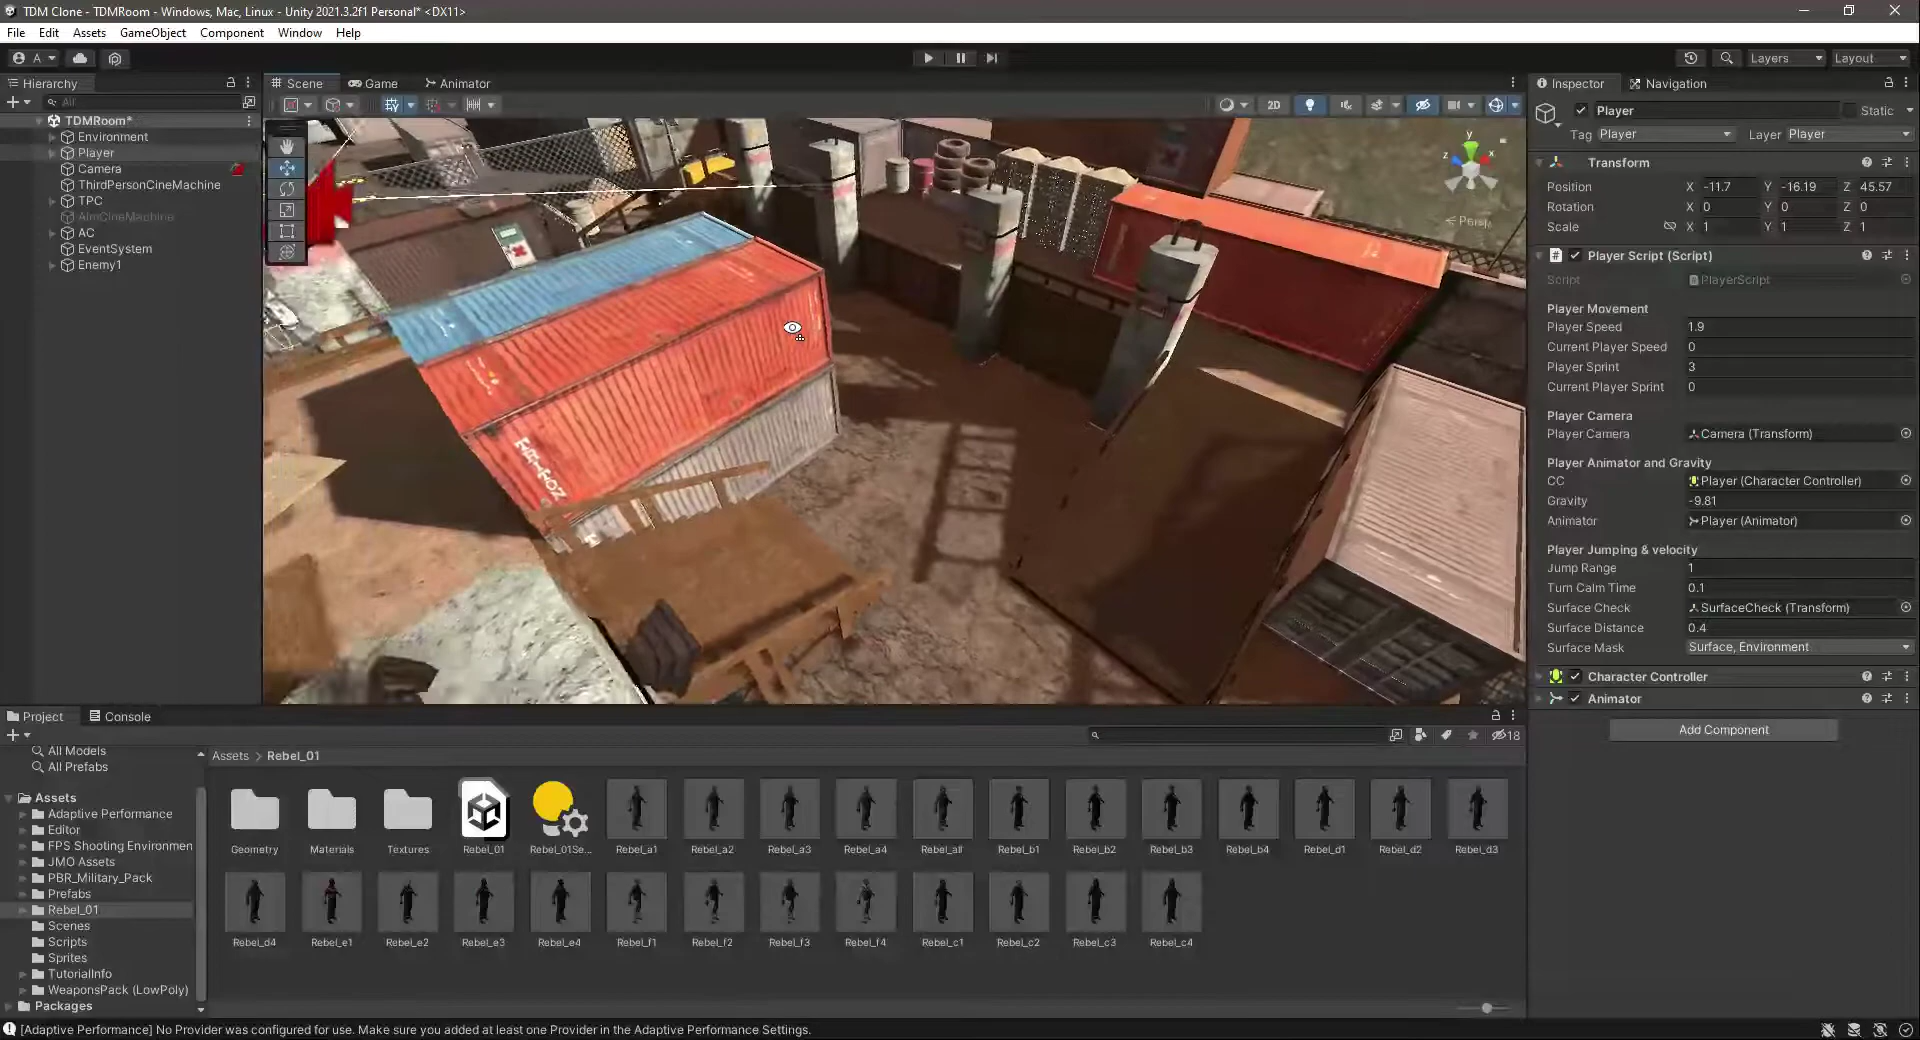 TDM Clone - TDMRoom - Windows, Mac, Linux - Unity 2021.3.2f1 Personal* <DX11>
File Edit Assets GameObject Component Window Help
A Layers Layout
Hierarchy
All
TDMRoom*
Environment
Player
Camera
ThirdPersonCineMachine
TPC
AimCineMachine
AC
EventSystem
Enemy1
Scene Game Animator
2D
y
x
z
< Persp
Inspector Navigation
Player Static
Tag Player Layer Player
Transform
Position X -11.7 Y -16.19 Z 45.57
Rotation X 0 Y 0 Z 0
Scale X 1 Y 1 Z 1
# Player Script (Script)
Script PlayerScript
Player Movement
Player Speed 1.9
Current Player Speed 0
Player Sprint 3
Current Player Sprint 0
Player Camera
Player Camera Camera (Transform)
Player Animator and Gravity
CC Player (Character Controller)
Gravity -9.81
Animator Player (Animator)
Player Jumping & velocity
Jump Range 1
Turn Calm Time 0.1
Surface Check SurfaceCheck (Transform)
Surface Distance 0.4
Surface Mask Surface, Environment
Character Controller
Animator
Add Component
Project Console
18
All Models
All Prefabs
Assets
Adaptive Performance
Editor
FPS Shooting Environmen
JMO Assets
PBR_Military_Pack
Prefabs
Rebel_01
Scenes
Scripts
Sprites
TutorialInfo
WeaponsPack (LowPoly)
Packages
Assets > Rebel_01
Geometry Materials Textures Rebel_01 Rebel_01Se... Rebel_a1 Rebel_a2 Rebel_a3 Rebel_a4 Rebel_all Rebel_b1 Rebel_b2 Rebel_b3 Rebel_b4 Rebel_d1 Rebel_d2 Rebel_d3
Rebel_d4 Rebel_e1 Rebel_e2 Rebel_e3 Rebel_e4 Rebel_f1 Rebel_f2 Rebel_f3 Rebel_f4 Rebel_c1 Rebel_c2 Rebel_c3 Rebel_c4
[Adaptive Performance] No Provider was configured for use. Make sure you added at least one Provider in the Adaptive Performance Settings.